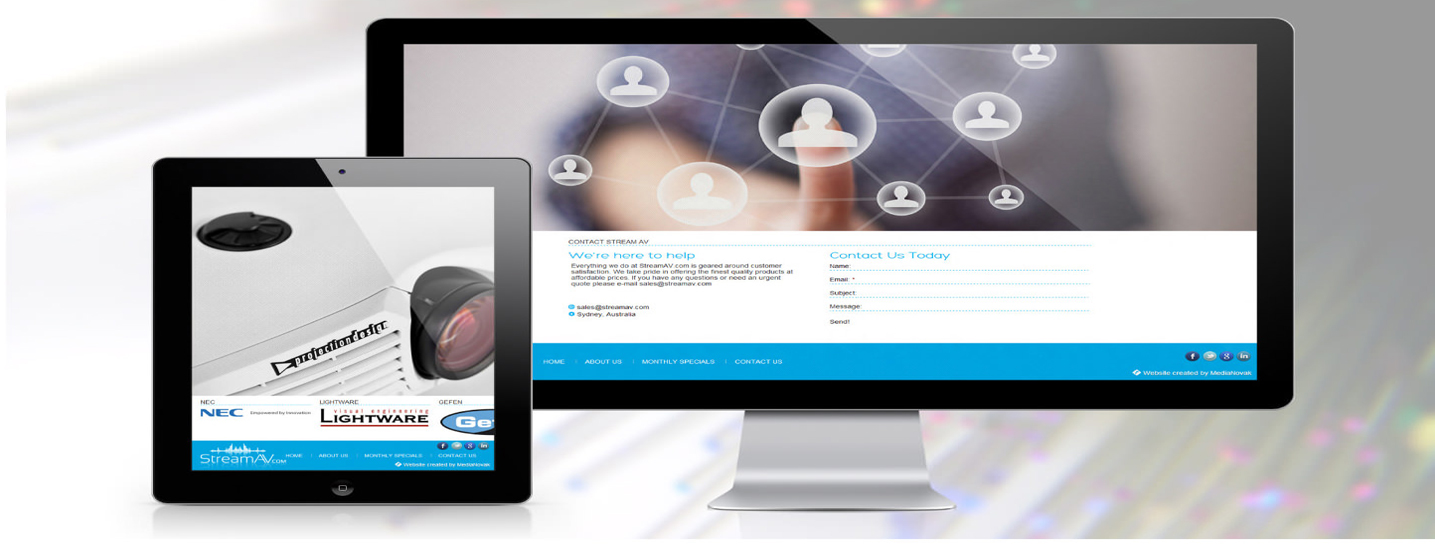 CONTACT STREAM AV
We're here to help
Everything we do at StreamAV.com is geared around customer
satisfaction. We take pride in offering the finest quality products at
affordable prices. If you have any questions or need an urgent
quote please e-mail sales@streamav.com
sales@streamav.com
Sydney, Australia
Contact Us Today
Name:
Email: *
Subject:
Message:
Send!
HOME | ABOUT US | MONTHLY SPECIALS | CONTACT US
f g in
Website created by MediaNovak
projectiondesign
NEC
LIGHTWARE
GEFEN
NEC Empowered by Innovation
visual engineering
LIGHTWARE
Ge
f g in
StreamAV.COM
HOME | ABOUT US | MONTHLY SPECIALS | CONTACT US
Website created by MediaNovak